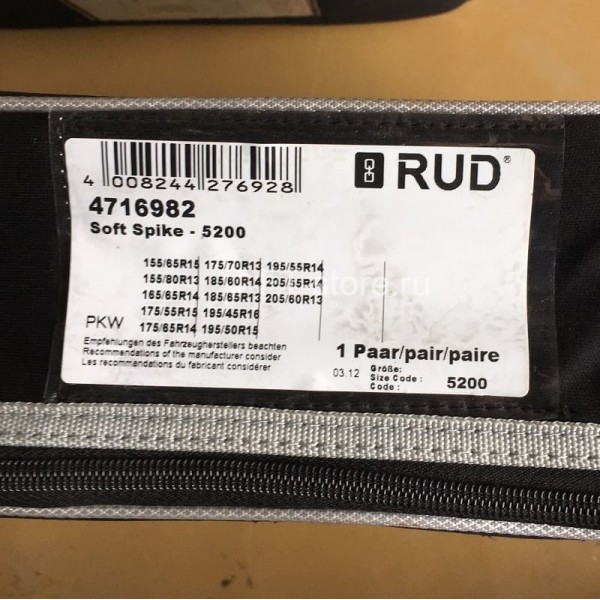 RUD®
4 008244 276928
4716982
Soft Spike - 5200
155/65R15 175/70R13 195/55R14
155/80R13 185/60R14 205/55R14
165/65R14 185/65R13 205/60R13
175/55R15 195/45R16
PKW 175/65R14 195/50R15
Empfehlungen des Fahrzeugherstellers beachten
Recommendations of the manufacturer consider
Les recommendations du fabricant considérer
1 Paar/pair/paire
03.12 Größe:
Size Code : 5200
Code :